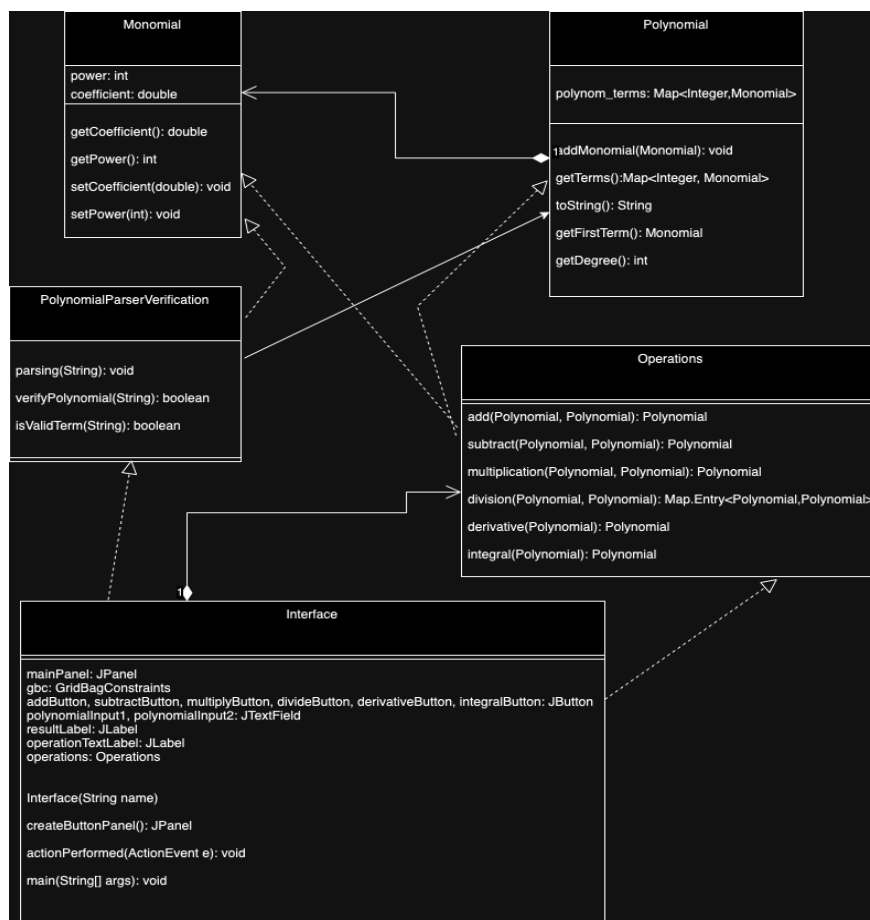 Monomial
power: int
coefficient: double
getCoefficient(): double
getPower(): int
setCoefficient(double): void
setPower(int): void
Polynomial
polynom_terms: Map<Integer,Monomial>
1
addMonomial(Monomial): void
getTerms():Map<Integer, Monomial>
toString(): String
getFirstTerm(): Monomial
getDegree(): int
PolynomialParserVerification
parsing(String): void
verifyPolynomial(String): boolean
isValidTerm(String): boolean
Operations
add(Polynomial, Polynomial): Polynomial
subtract(Polynomial, Polynomial): Polynomial
multiplication(Polynomial, Polynomial): Polynomial
division(Polynomial, Polynomial): Map.Entry<Polynomial,Polynomial>
derivative(Polynomial): Polynomial
integral(Polynomial): Polynomial
1
Interface
mainPanel: JPanel
gbc: GridBagConstraints
addButton, subtractButton, multiplyButton, divideButton, derivativeButton, integralButton: JButton
polynomialInput1, polynomialInput2: JTextField
resultLabel: JLabel
operationTextLabel: JLabel
operations: Operations
Interface(String name)
createButtonPanel(): JPanel
actionPerformed(ActionEvent e): void
main(String[] args): void